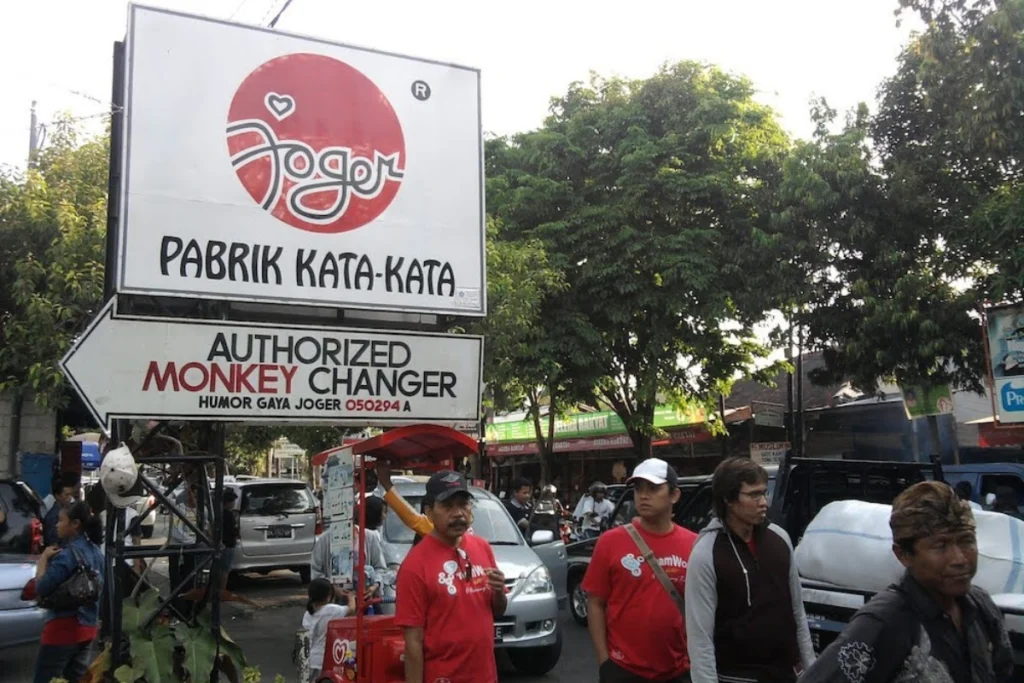 Joger
®
PABRIK KATA-KATA
AUTHORIZED
MONKEY CHANGER
HUMOR GAYA JOGER 050294 A